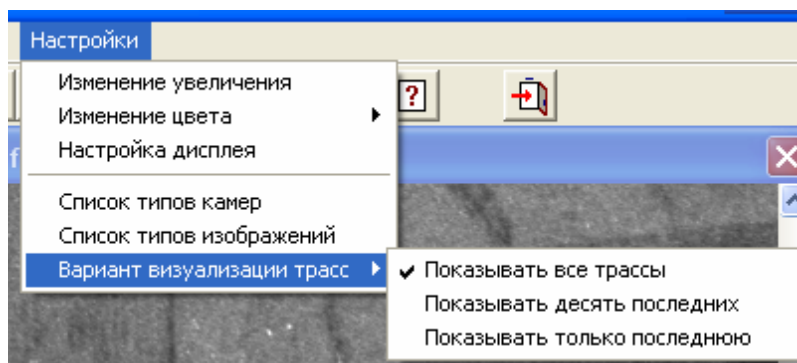 Настройки
Изменение увеличения
Изменение цвета
Настройка дисплея
Список типов камер
Список типов изображений
Вариант визуализации трасс
Показывать все трассы
Показывать десять последних
Показывать только последнюю